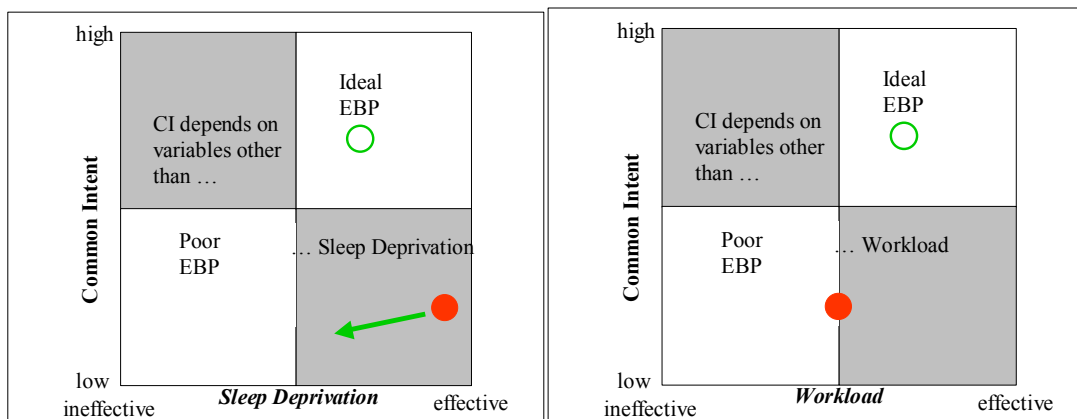 high
Ideal
EBP
CI depends on
variables other
than …
Common Intent
Poor
EBP
… Sleep Deprivation
low
ineffective
Sleep Deprivation
effective
high
Ideal
EBP
CI depends on
variables other
than …
Common Intent
Poor
EBP
… Workload
low
ineffective
Workload
effective